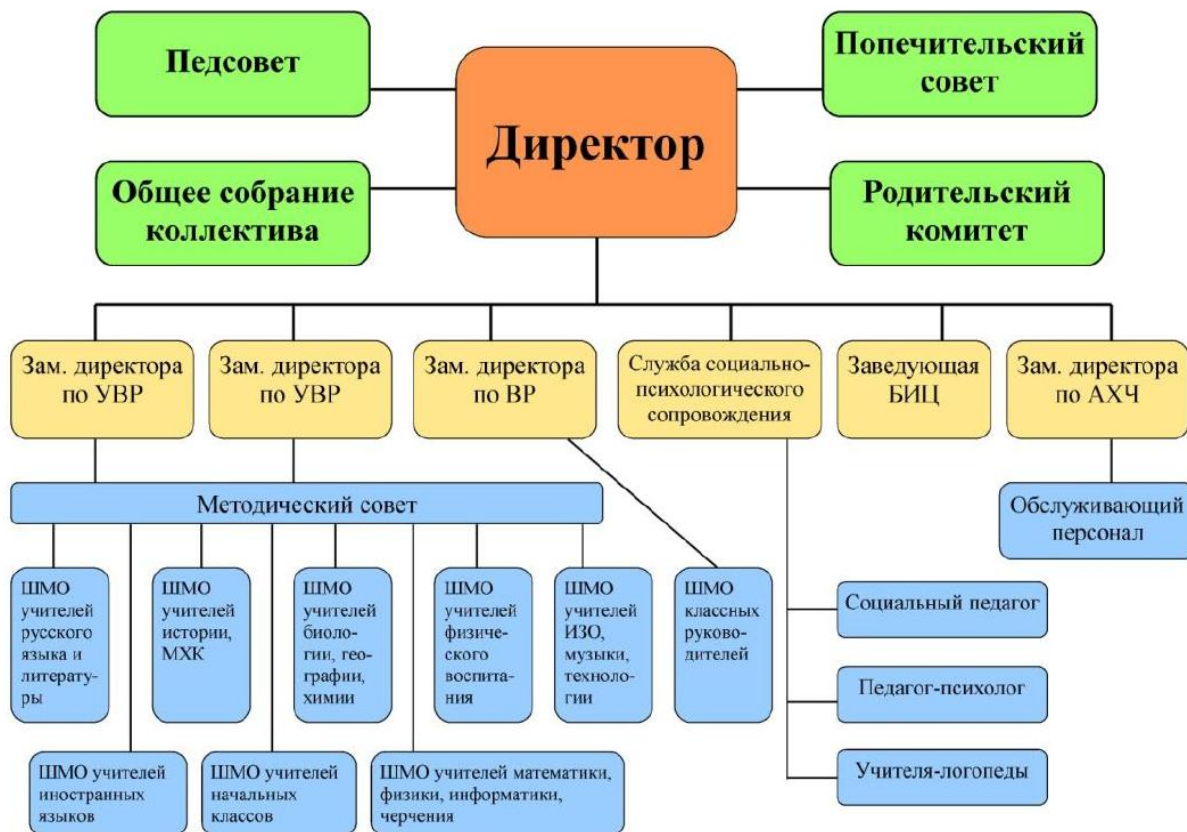 Педсовет
Попечительский
совет
Директор
Общее собрание
коллектива
Родительский
комитет
Зам. директора
по УВР
Зам. директора
по УВР
Зам. директора
по ВР
Служба социально-
психологического
сопровождения
Заведующая
БИЦ
Зам. директора
по АХЧ
Методический совет
Обслуживающий
персонал
ШМО
учителей
русского
языка и
литерату-
ры
ШМО
учителей
истории,
МХК
ШМО
учителей
биоло-
гии, гео-
графии,
химии
ШМО
учителей
физиче-
ского
воспита-
ния
ШМО
учителей
ИЗО,
музыки,
техноло-
гии
ШМО
классных
руково-
дителей
Социальный педагог
Педагог-психолог
Учителя-логопеды
ШМО учителей
иностранных
языков
ШМО учителей
начальных
классов
ШМО учителей математики,
физики, информатики,
черчения